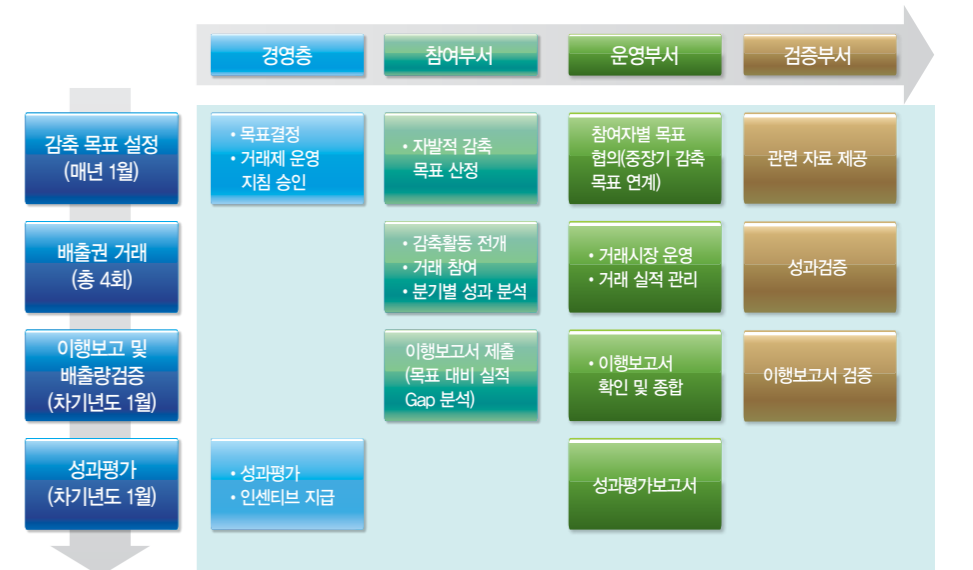 경영층
참여부서
운영부서
검증부서
감축 목표 설정
(매년 1월)
• 목표결정
• 거래제 운영
지침 승인
• 자발적 감축
목표 산정
참여자별 목표
협의(중장기 감축
목표 연계)
관련 자료 제공
배출권 거래
(총 4회)
• 감축활동 전개
• 거래 참여
• 분기별 성과 분석
• 거래시장 운영
• 거래 실적 관리
성과검증
이행보고 및
배출량검증
(차기년도 1월)
이행보고서 제출
(목표 대비 실적
Gap 분석)
• 이행보고서
확인 및 종합
이행보고서 검증
성과평가
(차기년도 1월)
• 성과평가
• 인센티브 지급
성과평가보고서